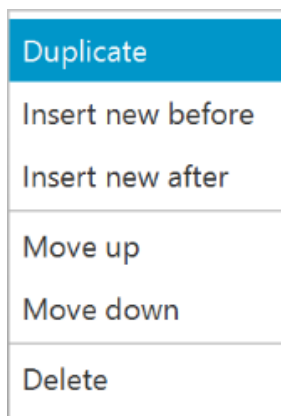 Duplicate
Insert new before
Insert new after
Move up
Move down
Delete